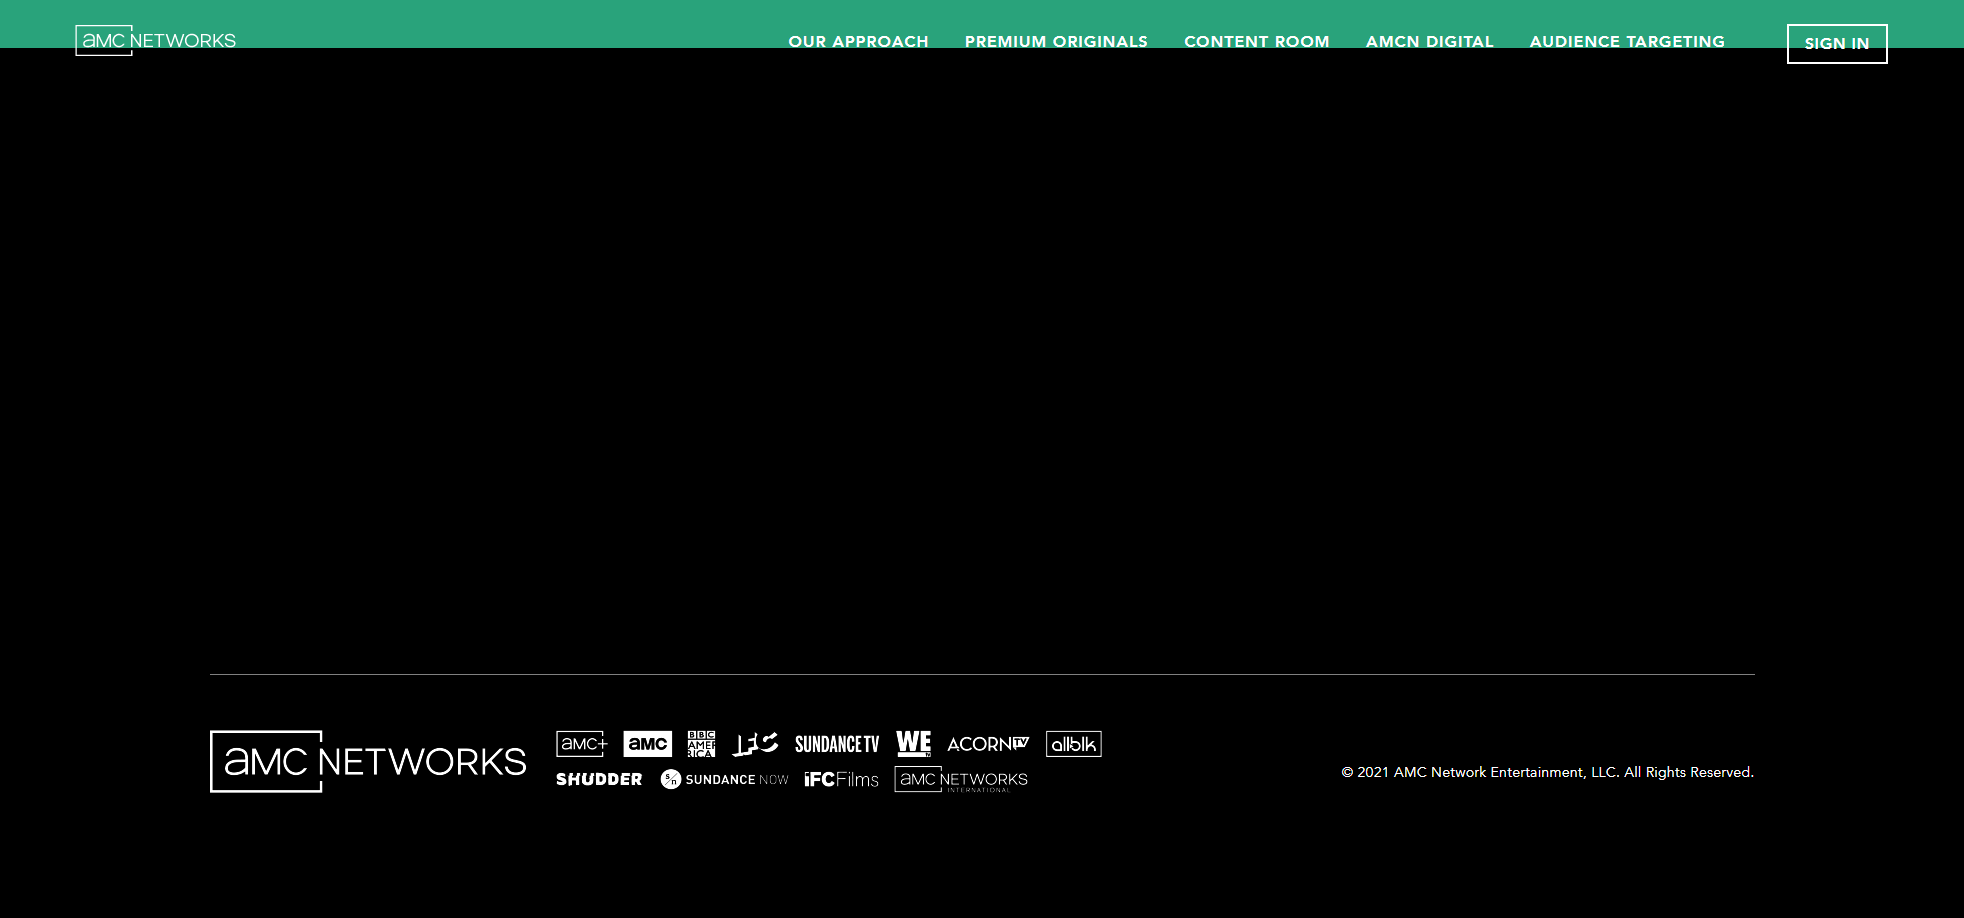 aMC NETWORKS
OUR APPROACH PREMIUM ORIGINALS CONTENT ROOM AMCN DIGITAL AUDIENCE TARGETING SIGN IN
aMC NETWORKS
aMC+ aMC BBC AMERICA IFC SUNDANCE TV WE tv ACORN TV allblk
SHUDDER s/n SUNDANCE NOW iFC Films aMC NETWORKS INTERNATIONAL
© 2021 AMC Network Entertainment, LLC. All Rights Reserved.